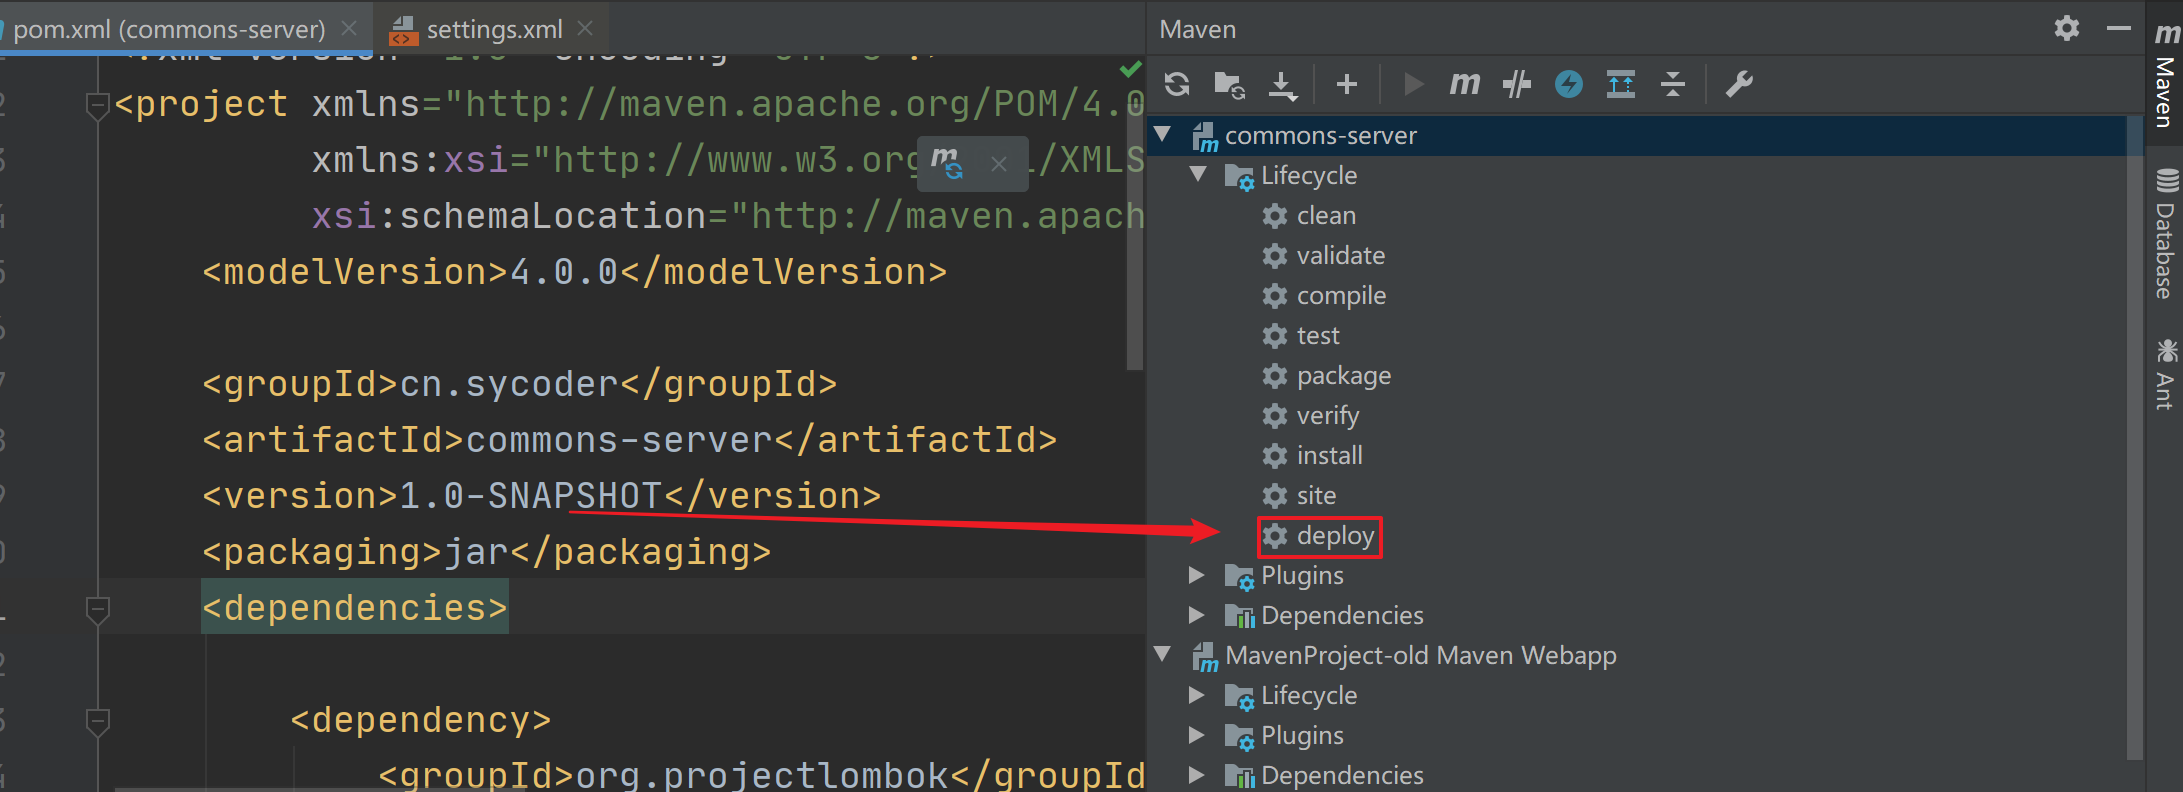 pom.xml (commons-server)
settings.xml
<project xmlns="http://maven.apache.org/POM/4.0
xmlns:xsi="http://www.w3.org
/XMLS
xsi:schemaLocation="http://maven.apach
<modelVersion>4.0.0</modelVersion>
<groupId>cn.sycoder</groupId>
<artifactId>commons-server</artifactId>
<version>1.0-SNAPSHOT</version>
<packaging>jar</packaging>
<dependencies>
<dependency>
<groupId>org.projectlombok</groupId
Maven
commons-server
Lifecycle
clean
validate
compile
test
package
verify
install
site
deploy
Plugins
Dependencies
MavenProject-old Maven Webapp
Lifecycle
Plugins
Dependencies
Maven
Database
Ant